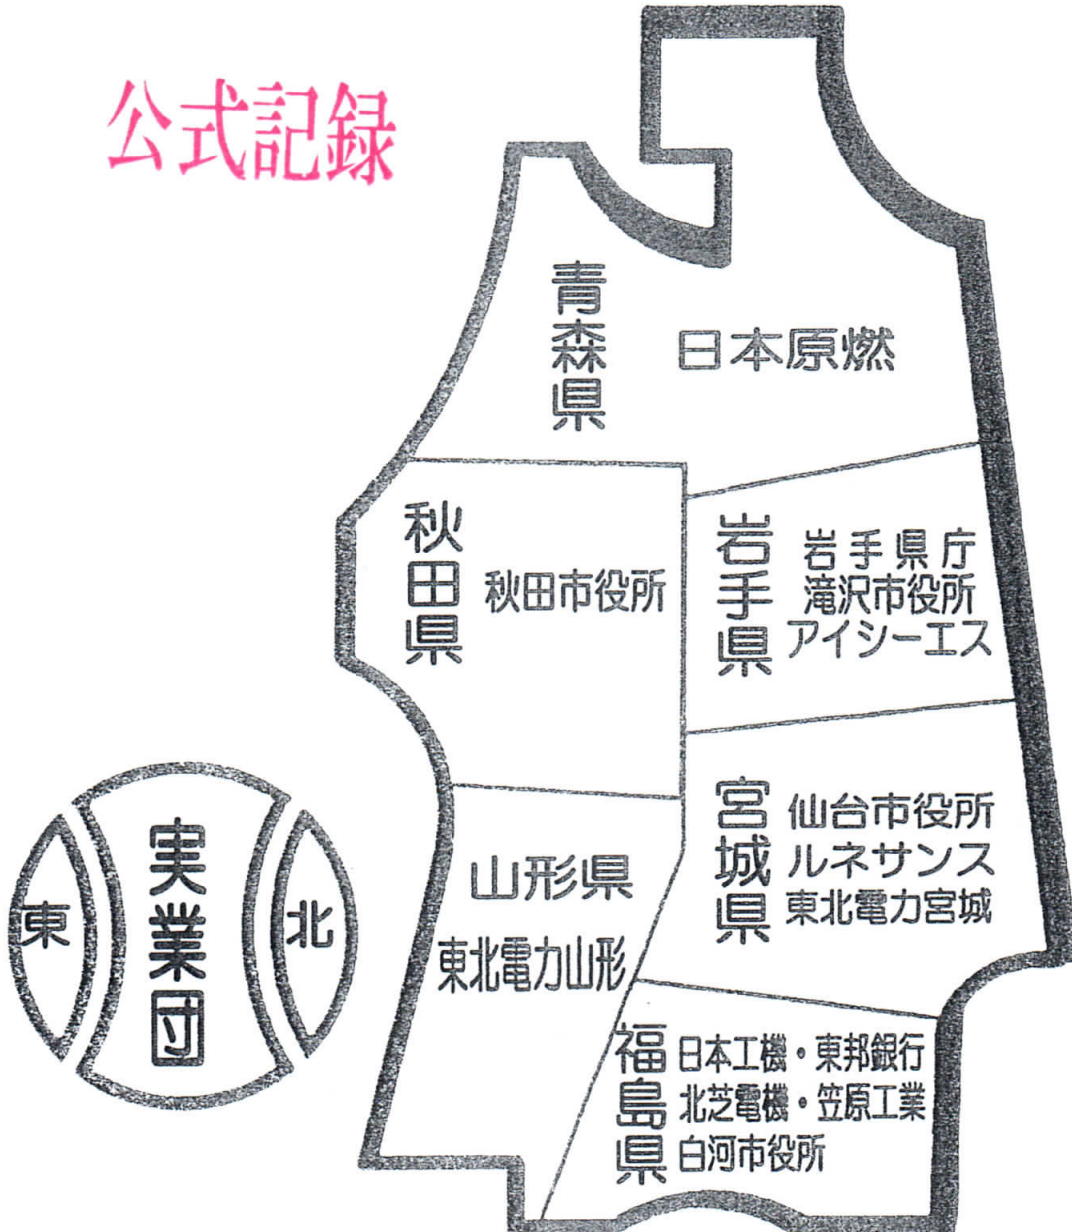 公式記録
青森県
日本原燃
秋田県
秋田市役所
岩手県
岩手県庁
滝沢市役所
アイシーエス
宮城県
仙台市役所
ルネサンス
東北電力宮城
山形県
東北電力山形
福島県
日本工機・東邦銀行
北芝電機・笠原工業
白河市役所
東
実業団
北